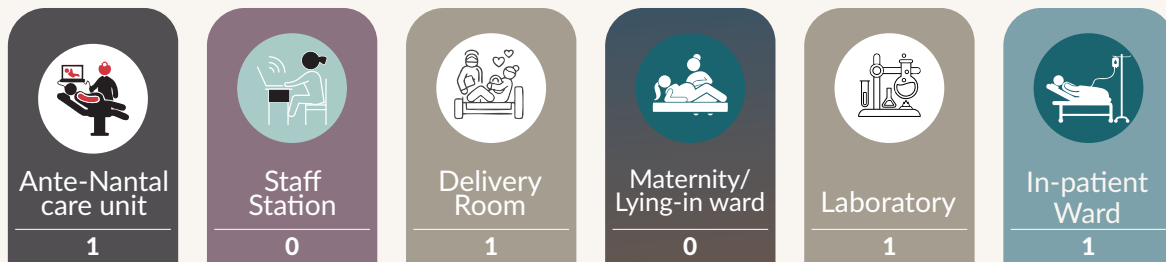 Ante-Nantal
care unit
1
Staff
Station
0
Delivery
Room
1
Maternity/
Lying-in ward
0
Laboratory
1
In-patient
Ward
1